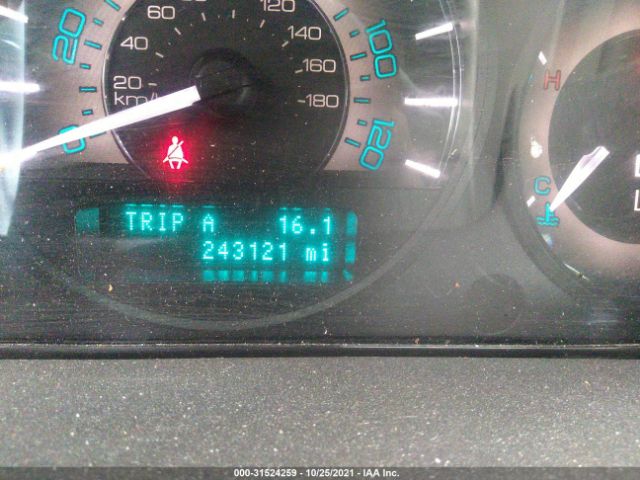 60 120
20 40 140 100
20 160
km/ 180
0 120
H
C
TRIP A 16.1
243121 mi
000-31524259 - 10/25/2021 - IAA Inc.